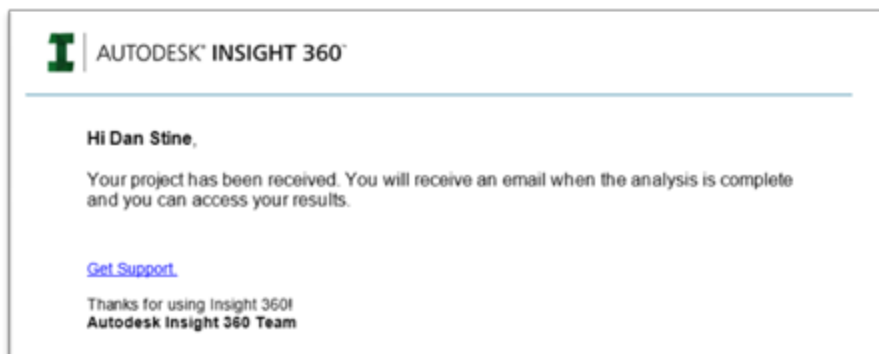 AUTODESK® INSIGHT 360™
Hi Dan Stine,
Your project has been received. You will receive an email when the analysis is complete
and you can access your results.
Get Support.
Thanks for using Insight 360!
Autodesk Insight 360 Team